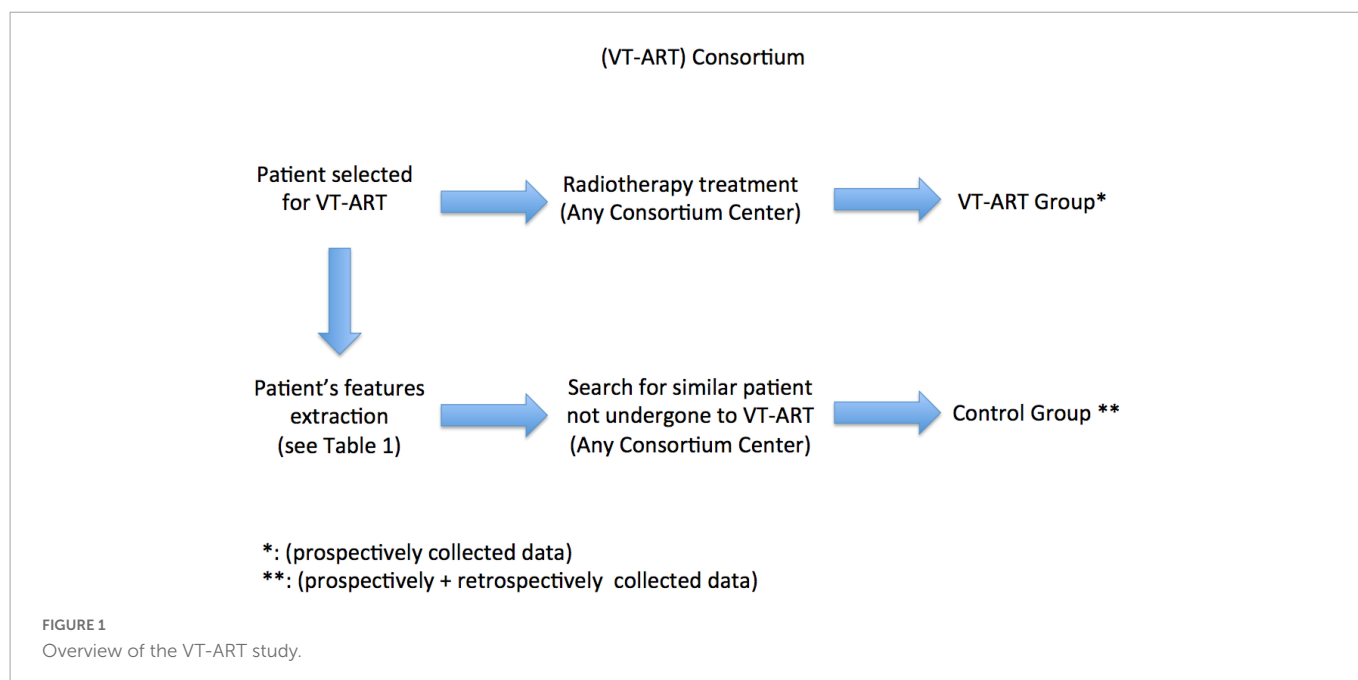 (VT-ART) Consortium
Patient selected
for VT-ART
Radiotherapy treatment
(Any Consortium Center)
VT-ART Group*
Patient's features
extraction
(see Table 1)
Search for similar patient
not undergone to VT-ART
(Any Consortium Center)
Control Group **
*: (prospectively collected data)
**: (prospectively + retrospectively collected data)
FIGURE 1
Overview of the VT-ART study.